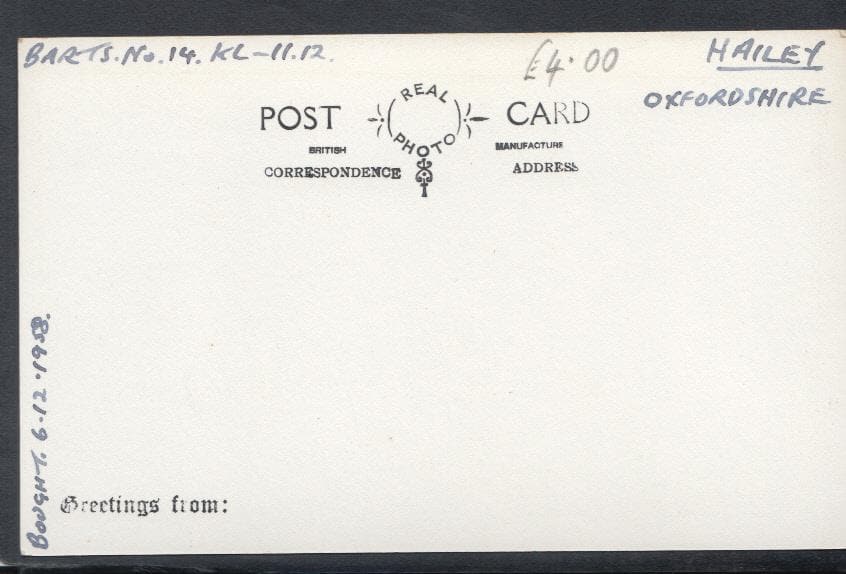 BARTS. No. 14. KL-11.12.
£4.00
HAILEY
OXFORDSHIRE
POST REAL PHOTO CARD
BRITISH MANUFACTURE
CORRESPONDENCE ADDRESS
BOUGHT. 6-12-1958.
Greetings from: